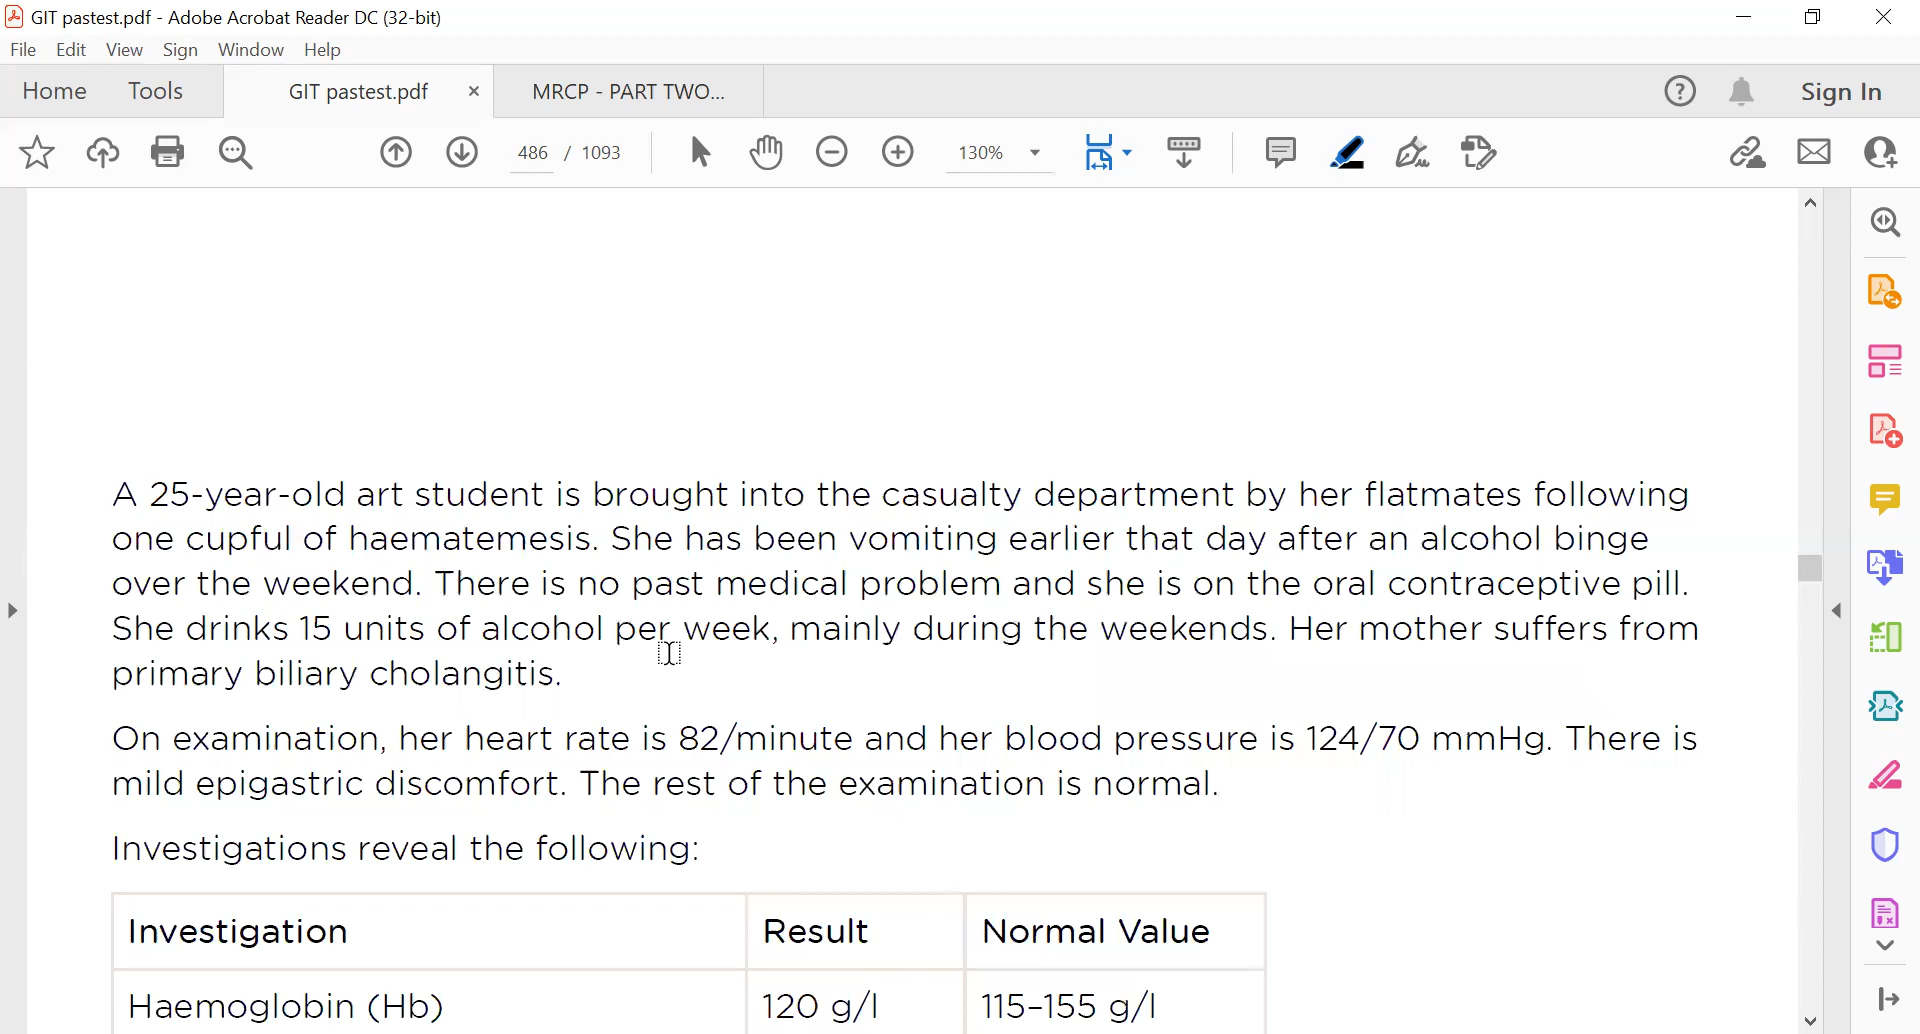 GIT pastest.pdf - Adobe Acrobat Reader DC (32-bit)
File Edit View Sign Window Help
Home Tools GIT pastest.pdf × MRCP - PART TWO... Sign In
486 / 1093 130%
A 25-year-old art student is brought into the casualty department by her flatmates following
one cupful of haematemesis. She has been vomiting earlier that day after an alcohol binge
over the weekend. There is no past medical problem and she is on the oral contraceptive pill.
She drinks 15 units of alcohol per week, mainly during the weekends. Her mother suffers from
primary biliary cholangitis.
On examination, her heart rate is 82/minute and her blood pressure is 124/70 mmHg. There is
mild epigastric discomfort. The rest of the examination is normal.
Investigations reveal the following:
Investigation Result Normal Value
Haemoglobin (Hb) 120 g/l 115-155 g/l